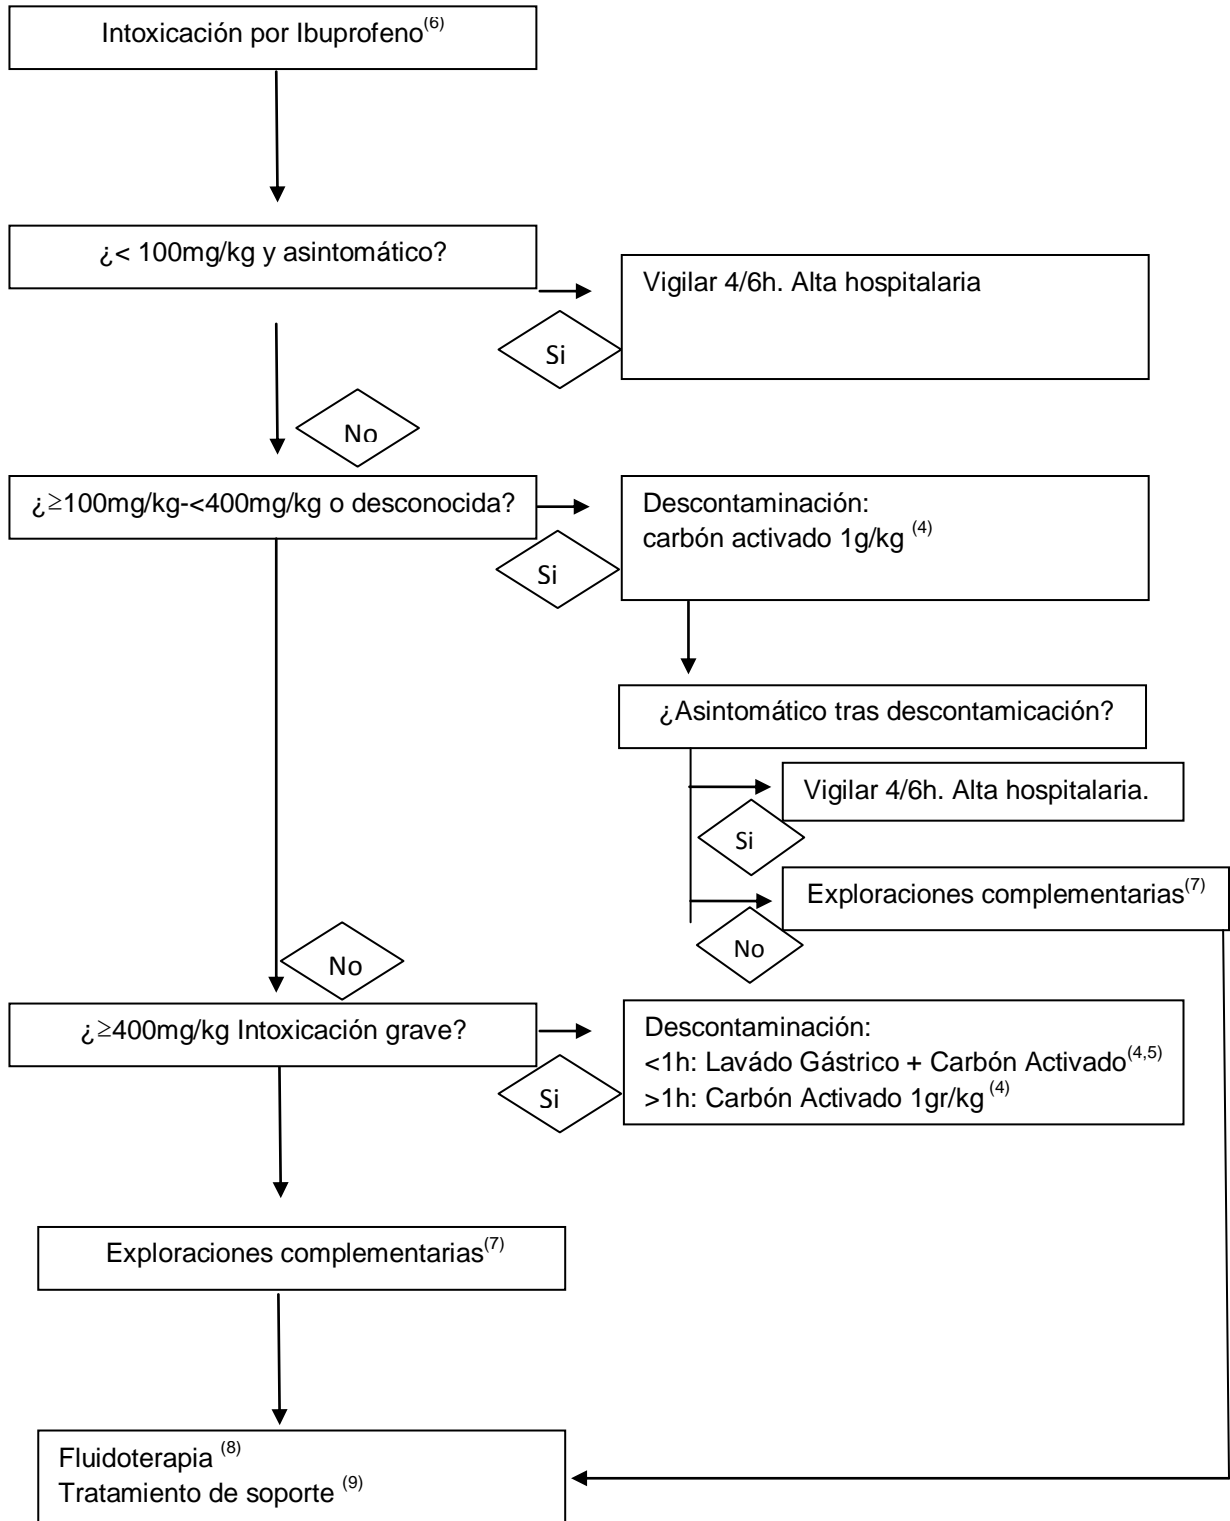 Intoxicación por Ibuprofeno(6)
¿< 100mg/kg y asintomático?
Vigilar 4/6h. Alta hospitalaria
Si
No
¿≥100mg/kg-<400mg/kg o desconocida?
Descontaminación:
carbón activado 1g/kg (4)
Si
¿Asintomático tras descontamicación?
Vigilar 4/6h. Alta hospitalaria.
Si
Exploraciones complementarias(7)
No
No
¿≥400mg/kg Intoxicación grave?
Descontaminación:
<1h: Lavádo Gástrico + Carbón Activado(4,5)
>1h: Carbón Activado 1gr/kg (4)
Si
Exploraciones complementarias(7)
Fluidoterapia (8)
Tratamiento de soporte (9)